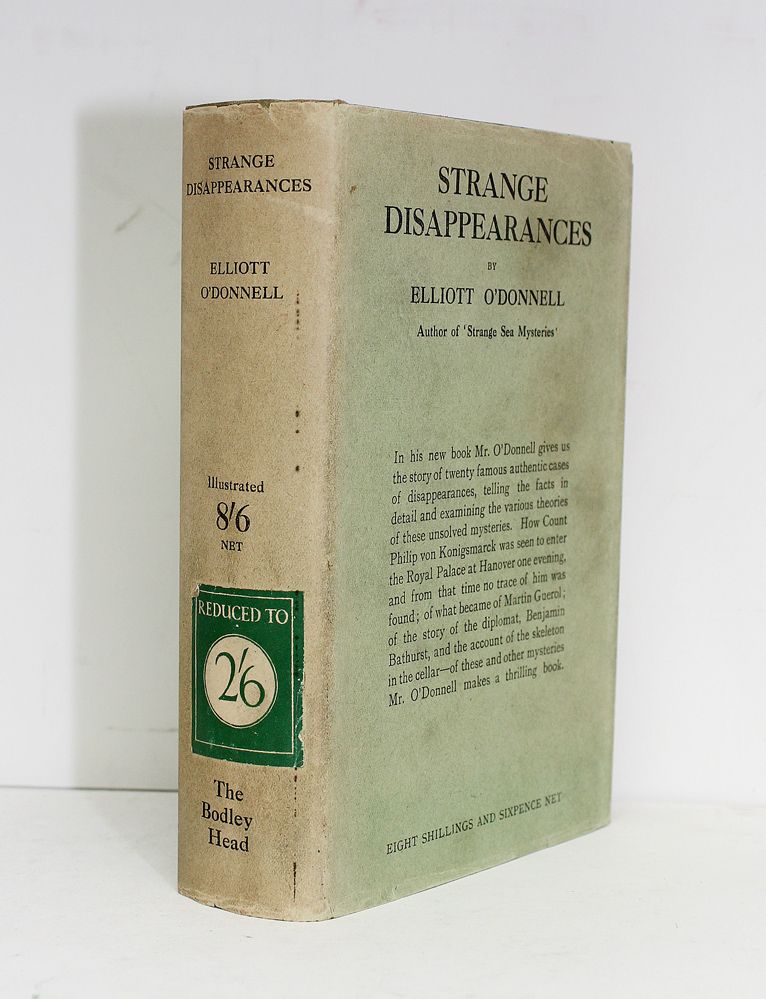 STRANGE
DISAPPEARANCES
ELLIOTT
O'DONNELL
Illustrated
8/6
NET
REDUCED TO
2/6
The
Bodley
Head
STRANGE
DISAPPEARANCES
BY
ELLIOTT O'DONNELL
Author of 'Strange Sea Mysteries'
In his new book Mr. O'Donnell gives us
the story of twenty famous authentic cases
of disappearances, telling the facts in
detail and examining the various theories
of these unsolved mysteries. How Count
Philip von Konigsmarck was seen to enter
the Royal Palace at Hanover one evening,
and from that time no trace of him was
found; of what became of Martin Guerol;
of the story of the diplomat, Benjamin
Bathurst, and the account of the skeleton
in the cellar—of these and other mysteries
Mr. O'Donnell makes a thrilling book.
EIGHT SHILLINGS AND SIXPENCE NET